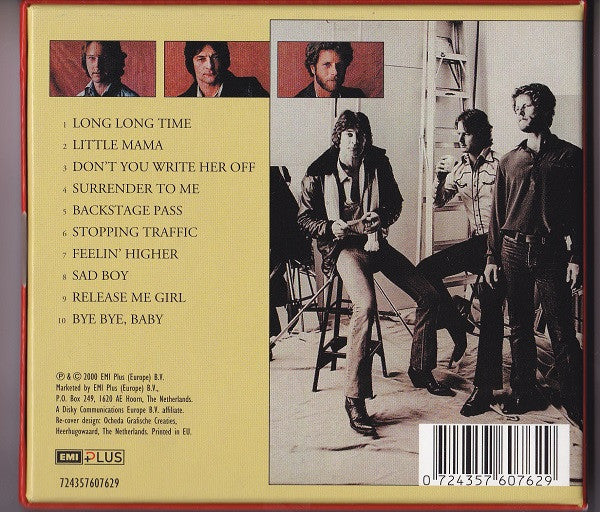 1 LONG LONG TIME
2 LITTLE MAMA
3 DON'T YOU WRITE HER OFF
4 SURRENDER TO ME
5 BACKSTAGE PASS
6 STOPPING TRAFFIC
7 FEELIN' HIGHER
8 SAD BOY
9 RELEASE ME GIRL
10 BYE BYE, BABY
℗ & © 2000 EMI Plus (Europe) B.V.
Marketed by EMI Plus (Europe) B.V.,
P.O. Box 249, 1620 AE Hoorn, The Netherlands.
A Disky Communications Europe B.V. affiliate.
Re-cover design: Ochoda Grafische Creaties,
Heerhugowaard, The Netherlands. Printed in EU.
EMI PLUS
724357607629
0 724357 607629